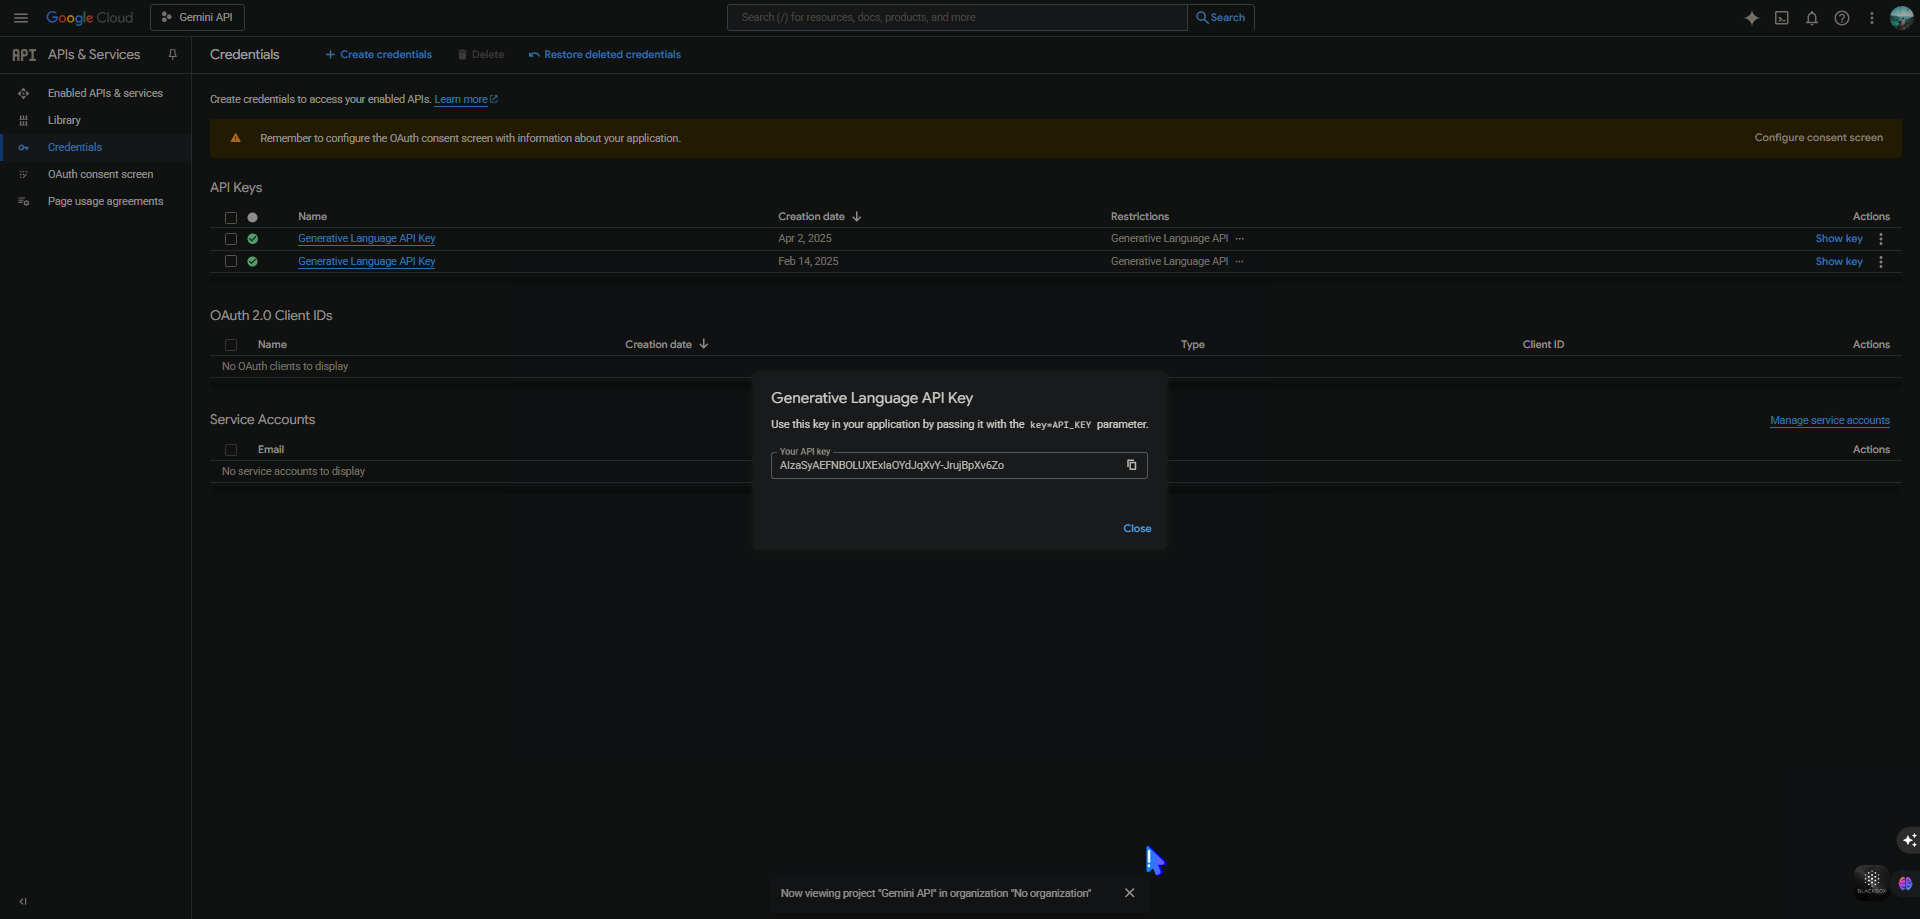 Google Cloud
Gemini API
Search (/) for resources, docs, products, and more
Search
API APIs & Services
Credentials
Create credentials
Delete
Restore deleted credentials
Enabled APIs & services
Library
Credentials
OAuth consent screen
Page usage agreements
Create credentials to access your enabled APIs. Learn more
Remember to configure the OAuth consent screen with information about your application.
Configure consent screen
API Keys
Name Creation date Restrictions Actions
Generative Language API Key Apr 2, 2025 Generative Language API ... Show key
Generative Language API Key Feb 14, 2025 Generative Language API ... Show key
OAuth 2.0 Client IDs
Name Creation date Type Client ID Actions
No OAuth clients to display
Service Accounts
Manage service accounts
Email Actions
No service accounts to display
Generative Language API Key
Use this key in your application by passing it with the key=API_KEY parameter.
Your API key
Close
Now viewing project "Gemini API" in organization "No organization"
BLACKBOX